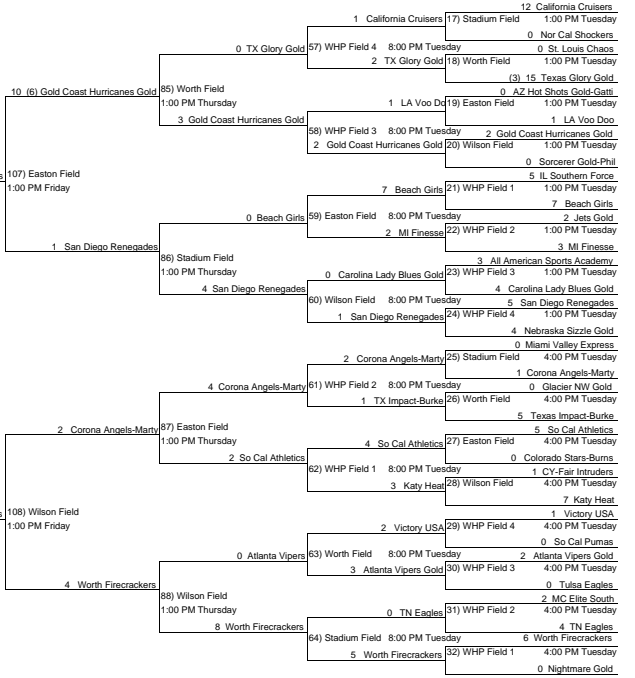 12 California Cruisers
1 California Cruisers 17) Stadium Field 1:00 PM Tuesday
0 Nor Cal Shockers
0 TX Glory Gold 57) WHP Field 4 8:00 PM Tuesday 0 St. Louis Chaos
2 TX Glory Gold 18) Worth Field 1:00 PM Tuesday
(3) 15 Texas Glory Gold
10 (6) Gold Coast Hurricanes Gold 85) Worth Field 0 AZ Hot Shots Gold-Gatti
1:00 PM Thursday 1 LA Voo Do 19) Easton Field 1:00 PM Tuesday
3 Gold Coast Hurricanes Gold 1 LA Voo Doo
58) WHP Field 3 8:00 PM Tuesday 2 Gold Coast Hurricanes Gold
2 Gold Coast Hurricanes Gold 20) Wilson Field 1:00 PM Tuesday
0 Sorcerer Gold-Phil
s 107) Easton Field 5 IL Southern Force
1:00 PM Friday 7 Beach Girls 21) WHP Field 1 1:00 PM Tuesday
7 Beach Girls
0 Beach Girls 59) Easton Field 8:00 PM Tuesday 2 Jets Gold
2 MI Finesse 22) WHP Field 2 1:00 PM Tuesday
1 San Diego Renegades 3 MI Finesse
86) Stadium Field 3 All American Sports Academy
1:00 PM Thursday 0 Carolina Lady Blues Gold 23) WHP Field 3 1:00 PM Tuesday
4 San Diego Renegades 4 Carolina Lady Blues Gold
60) Wilson Field 8:00 PM Tuesday 5 San Diego Renegades
1 San Diego Renegades 24) WHP Field 4 1:00 PM Tuesday
4 Nebraska Sizzle Gold
0 Miami Valley Express
2 Corona Angels-Marty 25) Stadium Field 4:00 PM Tuesday
1 Corona Angels-Marty
4 Corona Angels-Marty 61) WHP Field 2 8:00 PM Tuesday 0 Glacier NW Gold
1 TX Impact-Burke 26) Worth Field 4:00 PM Tuesday
5 Texas Impact-Burke
2 Corona Angels-Marty 87) Easton Field 5 So Cal Athletics
1:00 PM Thursday 4 So Cal Athletics 27) Easton Field 4:00 PM Tuesday
2 So Cal Athletics 0 Colorado Stars-Burns
62) WHP Field 1 8:00 PM Tuesday 1 CY-Fair Intruders
3 Katy Heat 28) Wilson Field 4:00 PM Tuesday
7 Katy Heat
s 108) Wilson Field 1 Victory USA
1:00 PM Friday 2 Victory USA 29) WHP Field 4 4:00 PM Tuesday
0 So Cal Pumas
0 Atlanta Vipers 63) Worth Field 8:00 PM Tuesday 2 Atlanta Vipers Gold
3 Atlanta Vipers Gold 30) WHP Field 3 4:00 PM Tuesday
4 Worth Firecrackers 0 Tulsa Eagles
88) Wilson Field 2 MC Elite South
1:00 PM Thursday 0 TN Eagles 31) WHP Field 2 4:00 PM Tuesday
8 Worth Firecrackers 4 TN Eagles
64) Stadium Field 8:00 PM Tuesday 6 Worth Firecrackers
5 Worth Firecrackers 32) WHP Field 1 4:00 PM Tuesday
0 Nightmare Gold